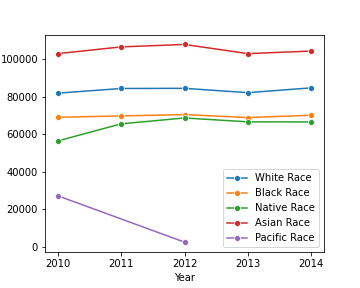 100000
80000
60000
40000
20000
0
White Race
Black Race
Native Race
Asian Race
Pacific Race
2010 2011 2012 2013 2014
Year